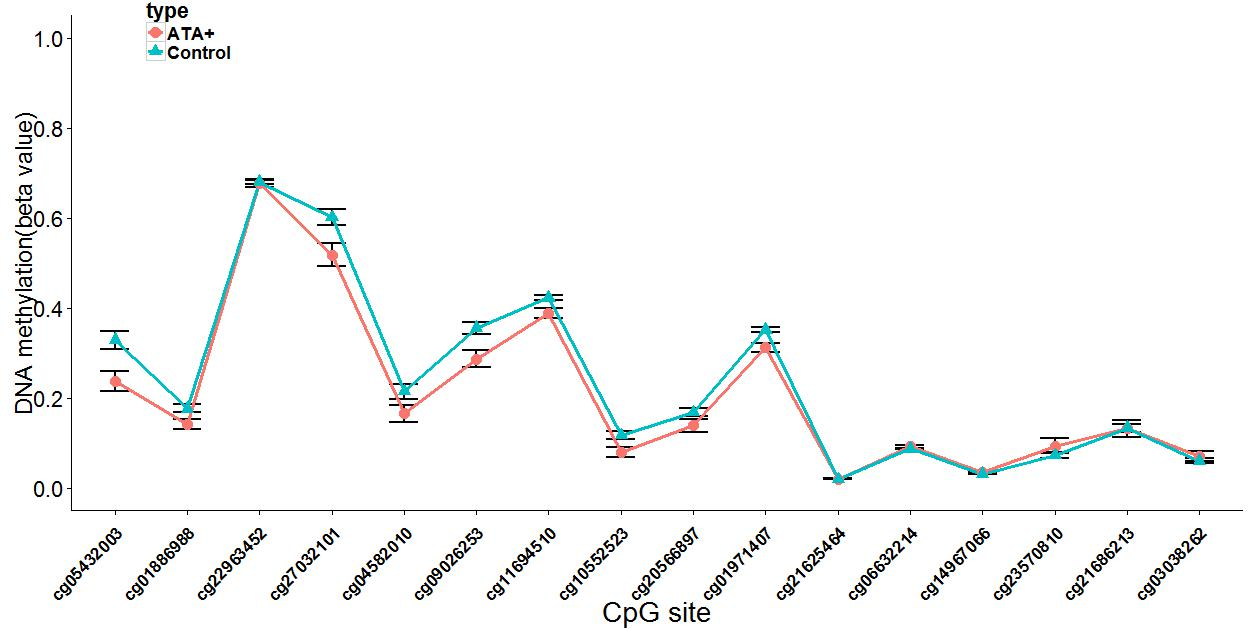 type
ATA+
Control
DNA methylation(beta value)
1.0
0.8
0.6
0.4
0.2
0.0
cg05432003
cg01886988
cg22963452
cg27032101
cg04582010
cg09026253
cg11694510
cg10552523
cg20566897
cg01971407
cg21625464
cg06632214
cg14967066
cg23570810
cg21686213
cg03038262
CpG site